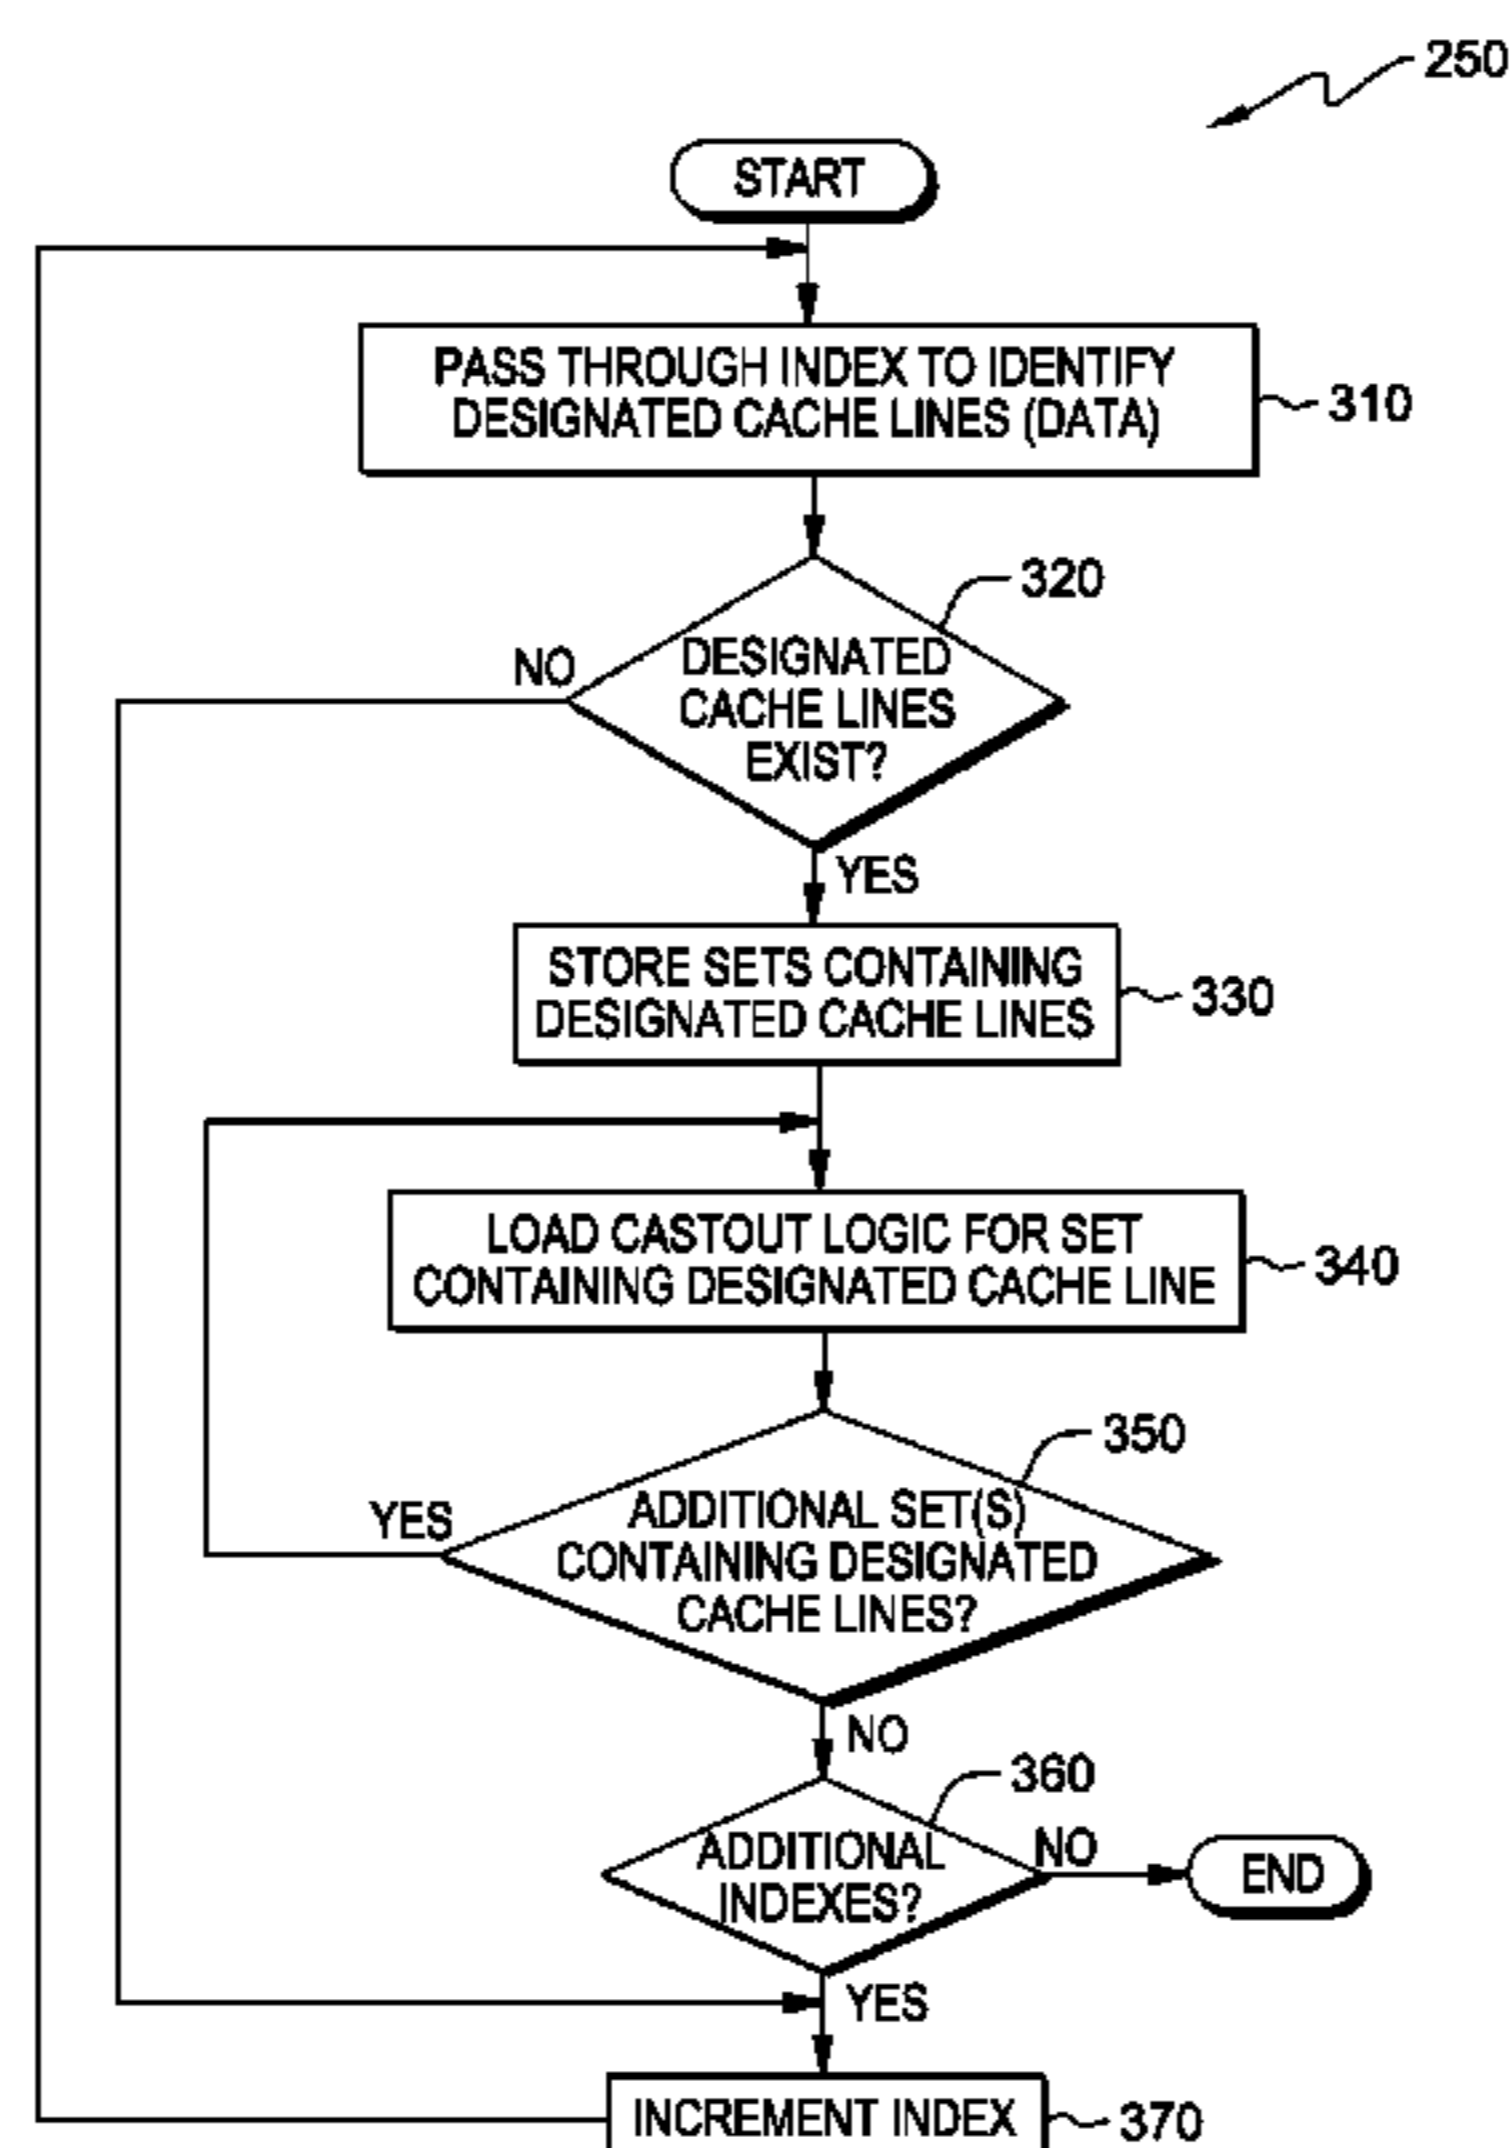 250
START
PASS THROUGH INDEX TO IDENTIFY
DESIGNATED CACHE LINES (DATA)
310
320
NO
DESIGNATED
CACHE LINES
EXIST?
YES
STORE SETS CONTAINING
DESIGNATED CACHE LINES
330
LOAD CASTOUT LOGIC FOR SET
CONTAINING DESIGNATED CACHE LINE
340
350
YES
ADDITIONAL SET(S)
CONTAINING DESIGNATED
CACHE LINES?
NO
360
ADDITIONAL
INDEXES?
NO
END
YES
INCREMENT INDEX
370